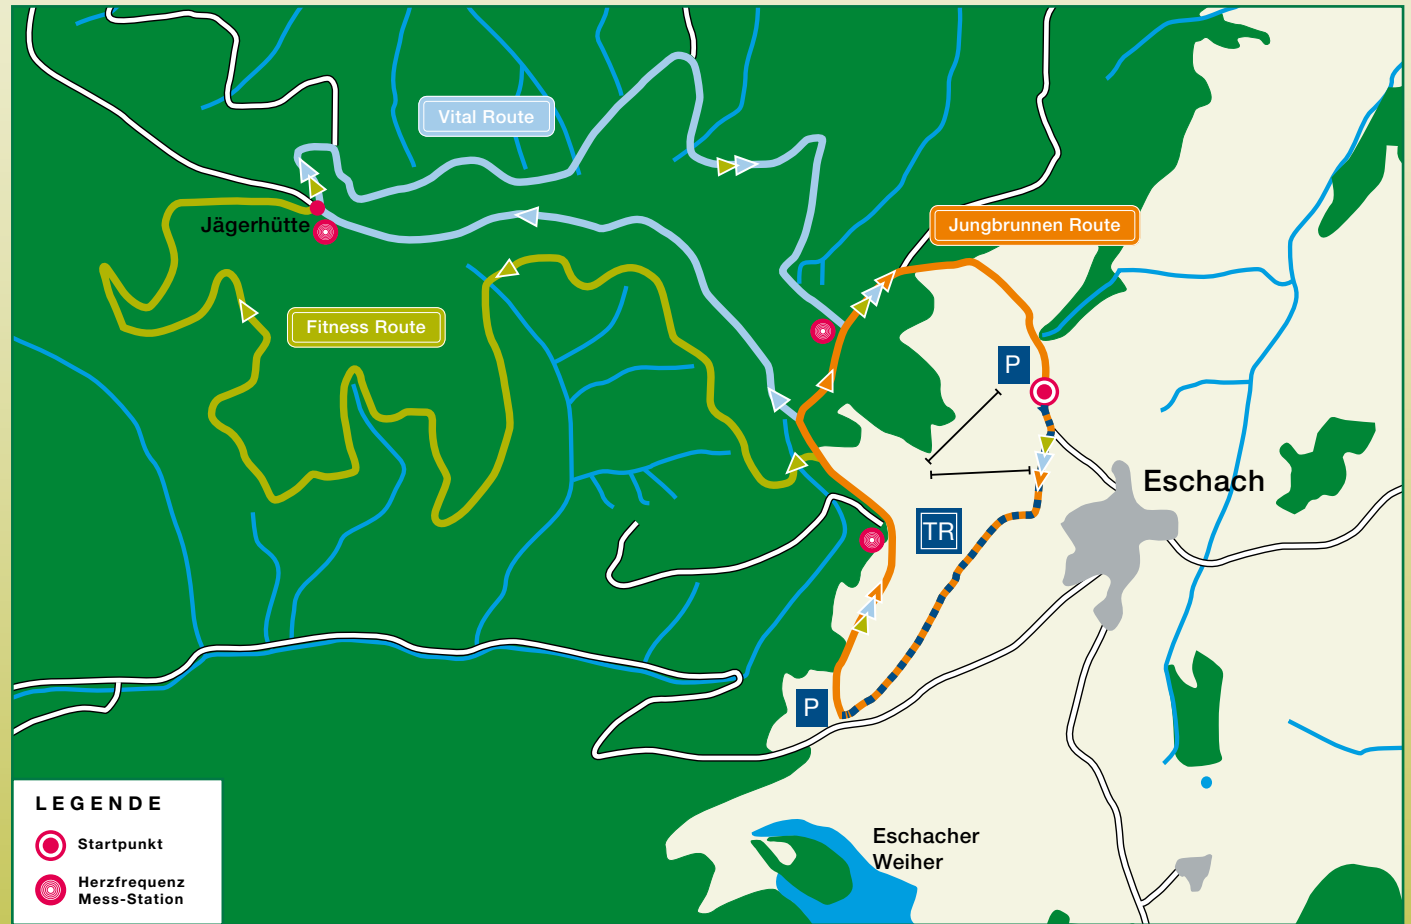 Vital Route
Jungbrunnen Route
Jägerhütte
Fitness Route
P
Eschach
TR
P
Eschacher
Weiher
LEGENDE
Startpunkt
Herzfrequenz
Mess-Station